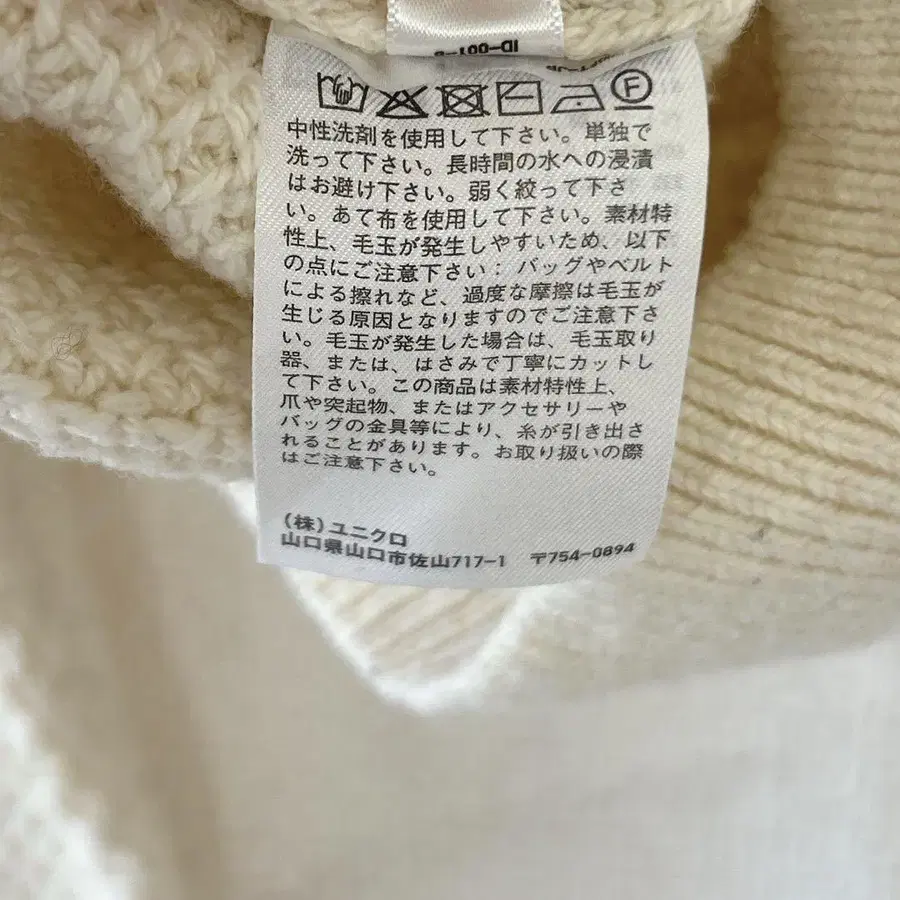 ID-001-8
中性洗剤を使用して下さい。単独で
洗って下さい。長時間の水への浸漬
はお避け下さい。弱く絞って下さ
い。あて布を使用して下さい。素材特
性上、毛玉が発生しやすいため、以下
の点にご注意下さい：バッグやベルト
による擦れなど、過度な摩擦は毛玉が
生じる原因となりますのでご注意下さ
い。毛玉が発生した場合は、毛玉取り
器、または、はさみで丁寧にカットし
て下さい。この商品は素材特性上、
爪や突起物、またはアクセサリーや
バッグの金具等により、糸が引き出さ
れることがあります。お取り扱いの際
はご注意下さい。
(株)ユニクロ
山口県山口市佐山717-1 〒754-0894